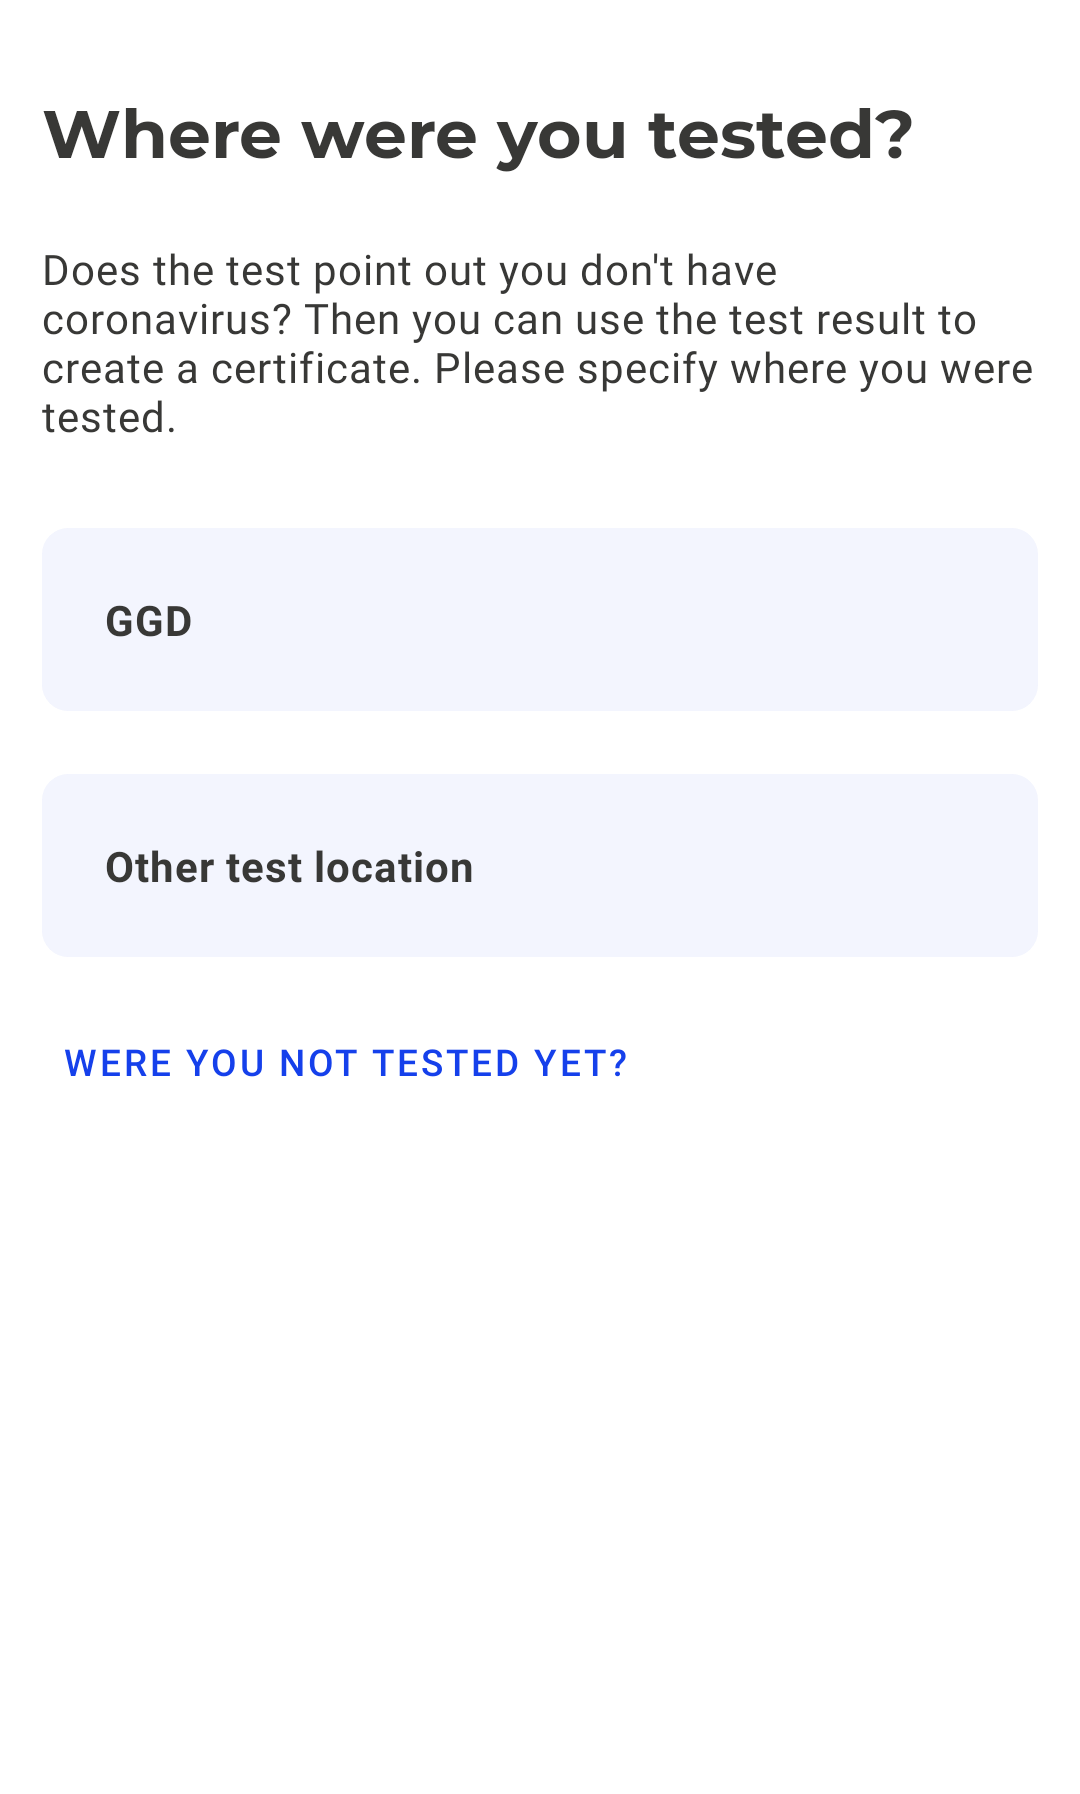 Where were you tested?
Does the test point out you don't have
coronavirus? Then you can use the test result to
create a certificate. Please specify where you were
tested.
GGD
Other test location
WERE YOU NOT TESTED YET?